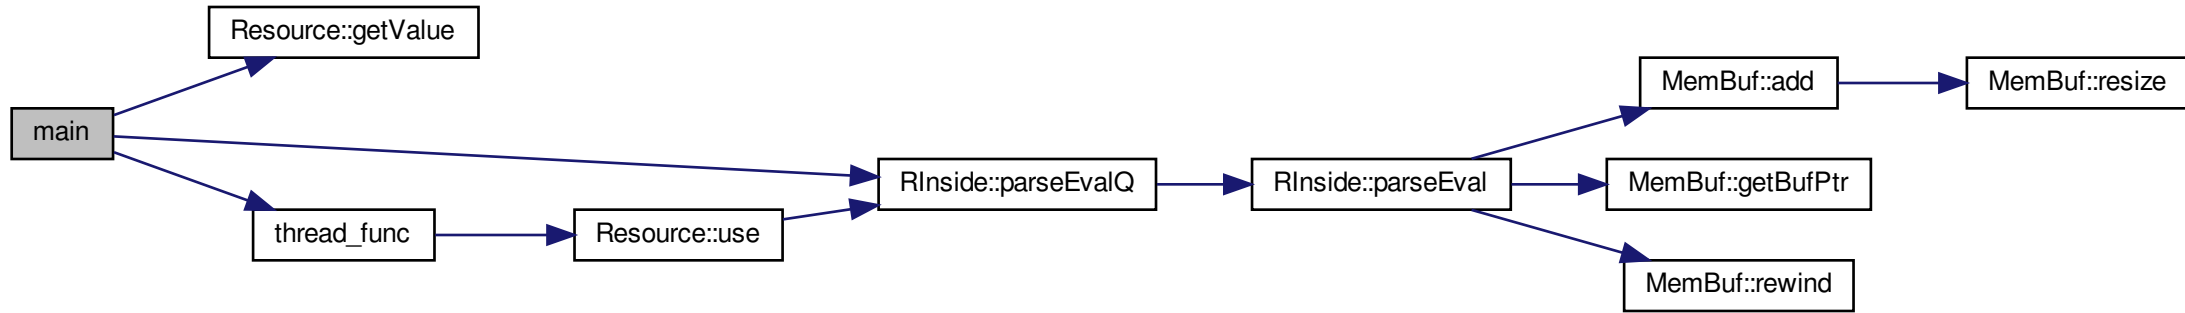 main
Resource::getValue
thread_func
Resource::use
RInside::parseEvalQ
RInside::parseEval
MemBuf::add
MemBuf::getBufPtr
MemBuf::rewind
MemBuf::resize